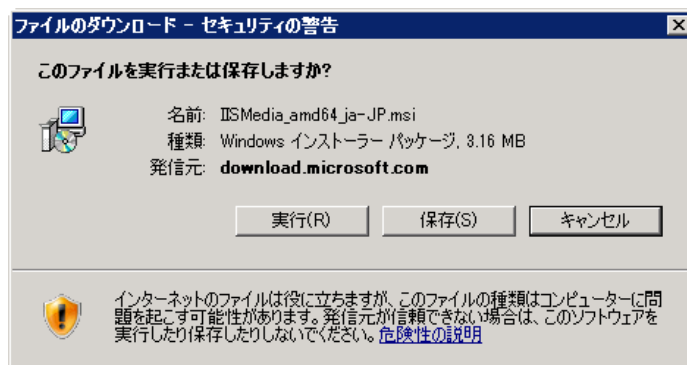 ファイルのダウンロード - セキュリティの警告
このファイルを実行または保存しますか?
名前: IISMedia_amd64_ja-JP.msi
種類: Windows インストーラー パッケージ, 3.16 MB
発信元: download.microsoft.com
実行(R) 保存(S) キャンセル
インターネットのファイルは役に立ちますが、このファイルの種類はコンピューターに問
題を起こす可能性があります。発信元が信頼できない場合は、このソフトウェアを
実行したり保存したりしないでください。危険性の説明